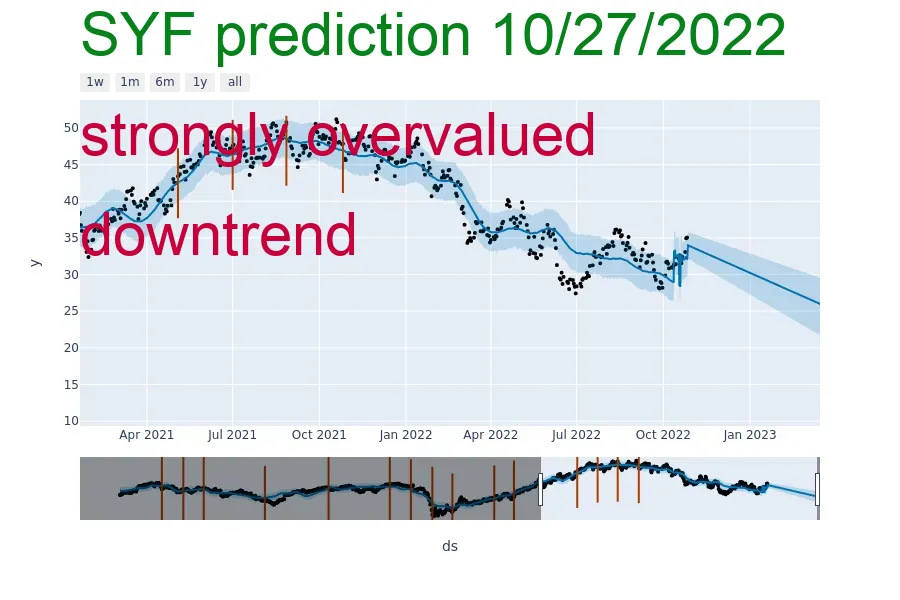 SYF prediction 10/27/2022
1w 1m 6m 1y all
strongly overvalued
downtrend
50
45
40
35
30
25
20
15
10
y
Apr 2021 Jul 2021 Oct 2021 Jan 2022 Apr 2022 Jul 2022 Oct 2022 Jan 2023
ds